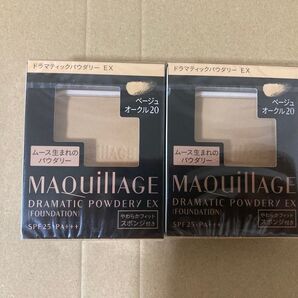 ドラマティックパウダリー EX
ベージュ
オークル20
ムース生まれの
パウダリー
MAQuillAGE
DRAMATIC POWDERY EX
(FOUNDATION)
SPF25・PA+++
やわらかフィット
スポンジ付き
ドラマティックパウダリー EX
ベージュ
オークル20
ムース生まれの
パウダリー
MAQuillAGE
DRAMATIC POWDERY EX
(FOUNDATION)
SPF25・PA+++
やわらかフィット
スポンジ付き